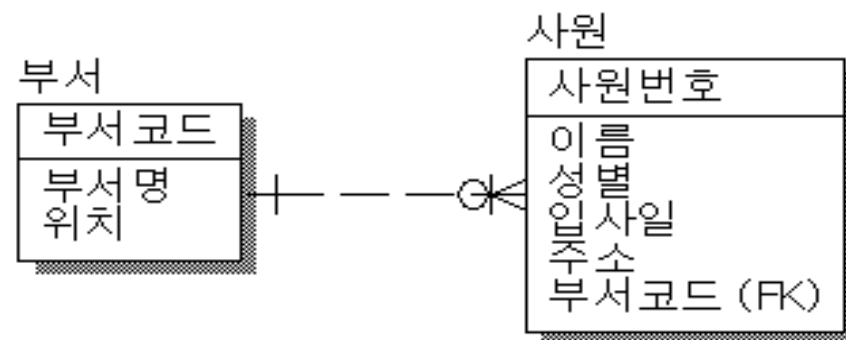 부서
부서코드
부서명
위치
사원
사원번호
이름
성별
입사일
주소
부서코드 (FK)